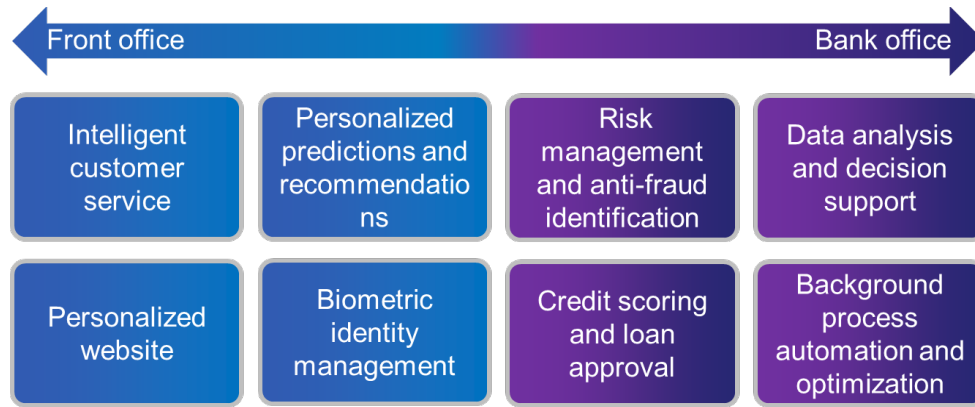 Front office
Bank office
Intelligent
customer
service
Personalized
predictions and
recommendatio
ns
Risk
management
and anti-fraud
identification
Data analysis
and decision
support
Personalized
website
Biometric
identity
management
Credit scoring
and loan
approval
Background
process
automation and
optimization